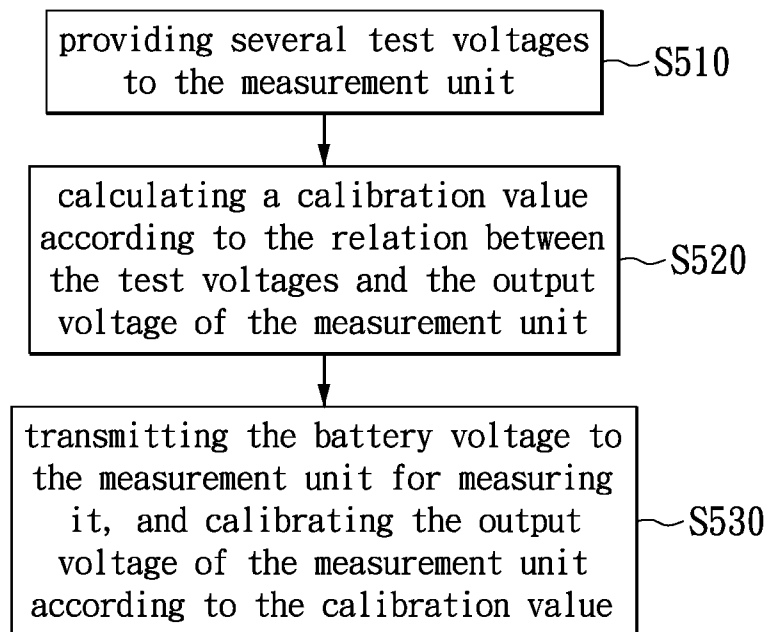 providing several test voltages
to the measurement unit
S510
calculating a calibration value
according to the relation between
the test voltages and the output
voltage of the measurement unit
S520
transmitting the battery voltage to
the measurement unit for measuring
it, and calibrating the output
voltage of the measurement unit
according to the calibration value
S530